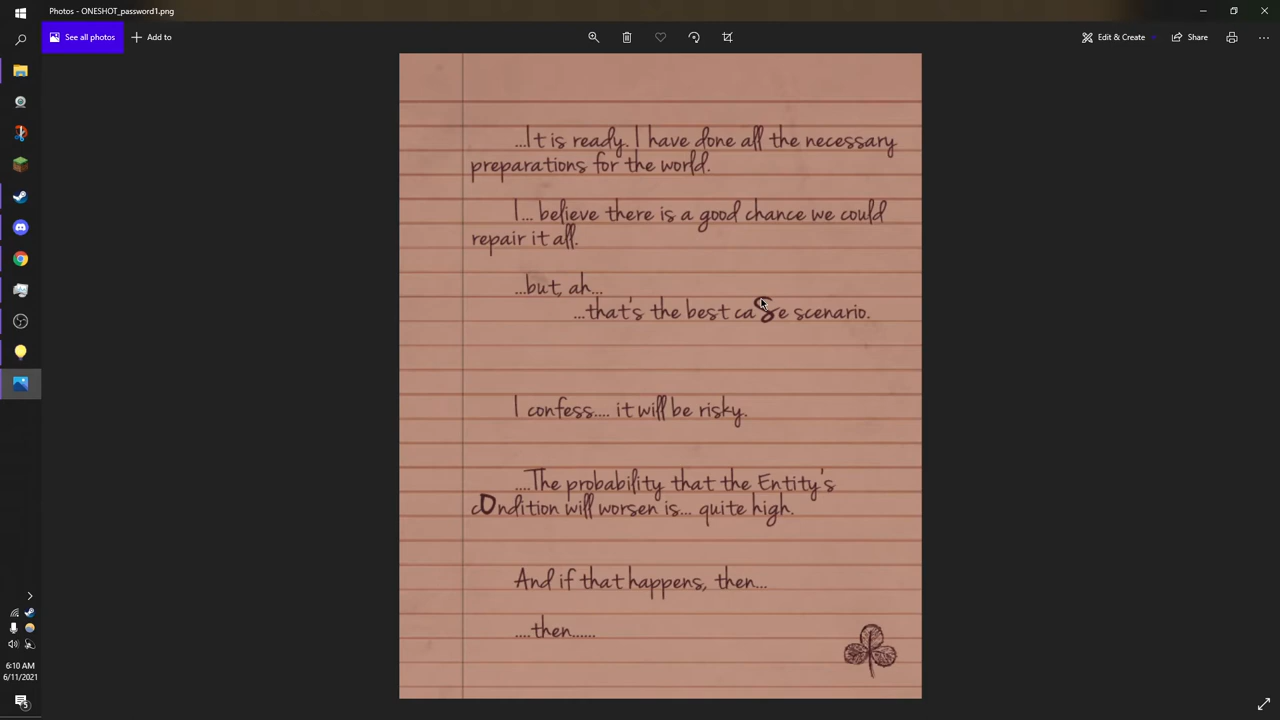 Photos - ONESHOT_password1.png
See all photos
Add to
Edit & Create
Share
...It is ready. I have done all the necessary
preparations for the world.
I... believe there is a good chance we could
repair it all.
...but, ah...
...that's the best caSe scenario.
I confess.... it will be risky.
....The probability that the Entity's
cOndition will worsen is... quite high.
And if that happens, then...
....then......
6:10 AM
6/11/2021
5